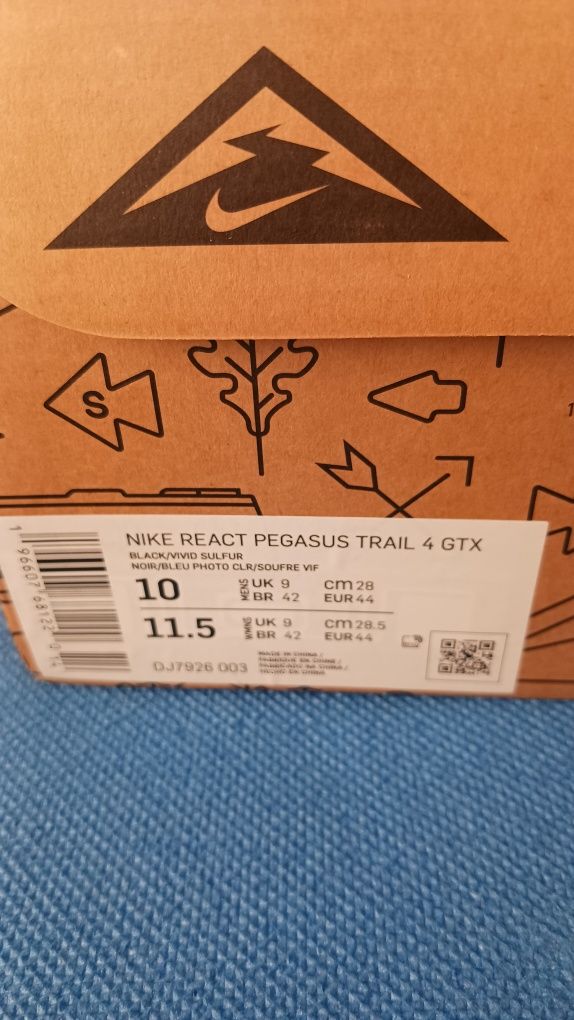 S
NIKE REACT PEGASUS TRAIL 4 GTX
BLACK/VIVID SULFUR
NOIR/BLEU PHOTO CLR/SOUFRE VIF
10 MENS UK 9 cm 28
BR 42 EUR 44
11.5 WMNS UK 9 cm 28.5
BR 42 EUR 44
DJ7926 003
MADE IN CHINA /